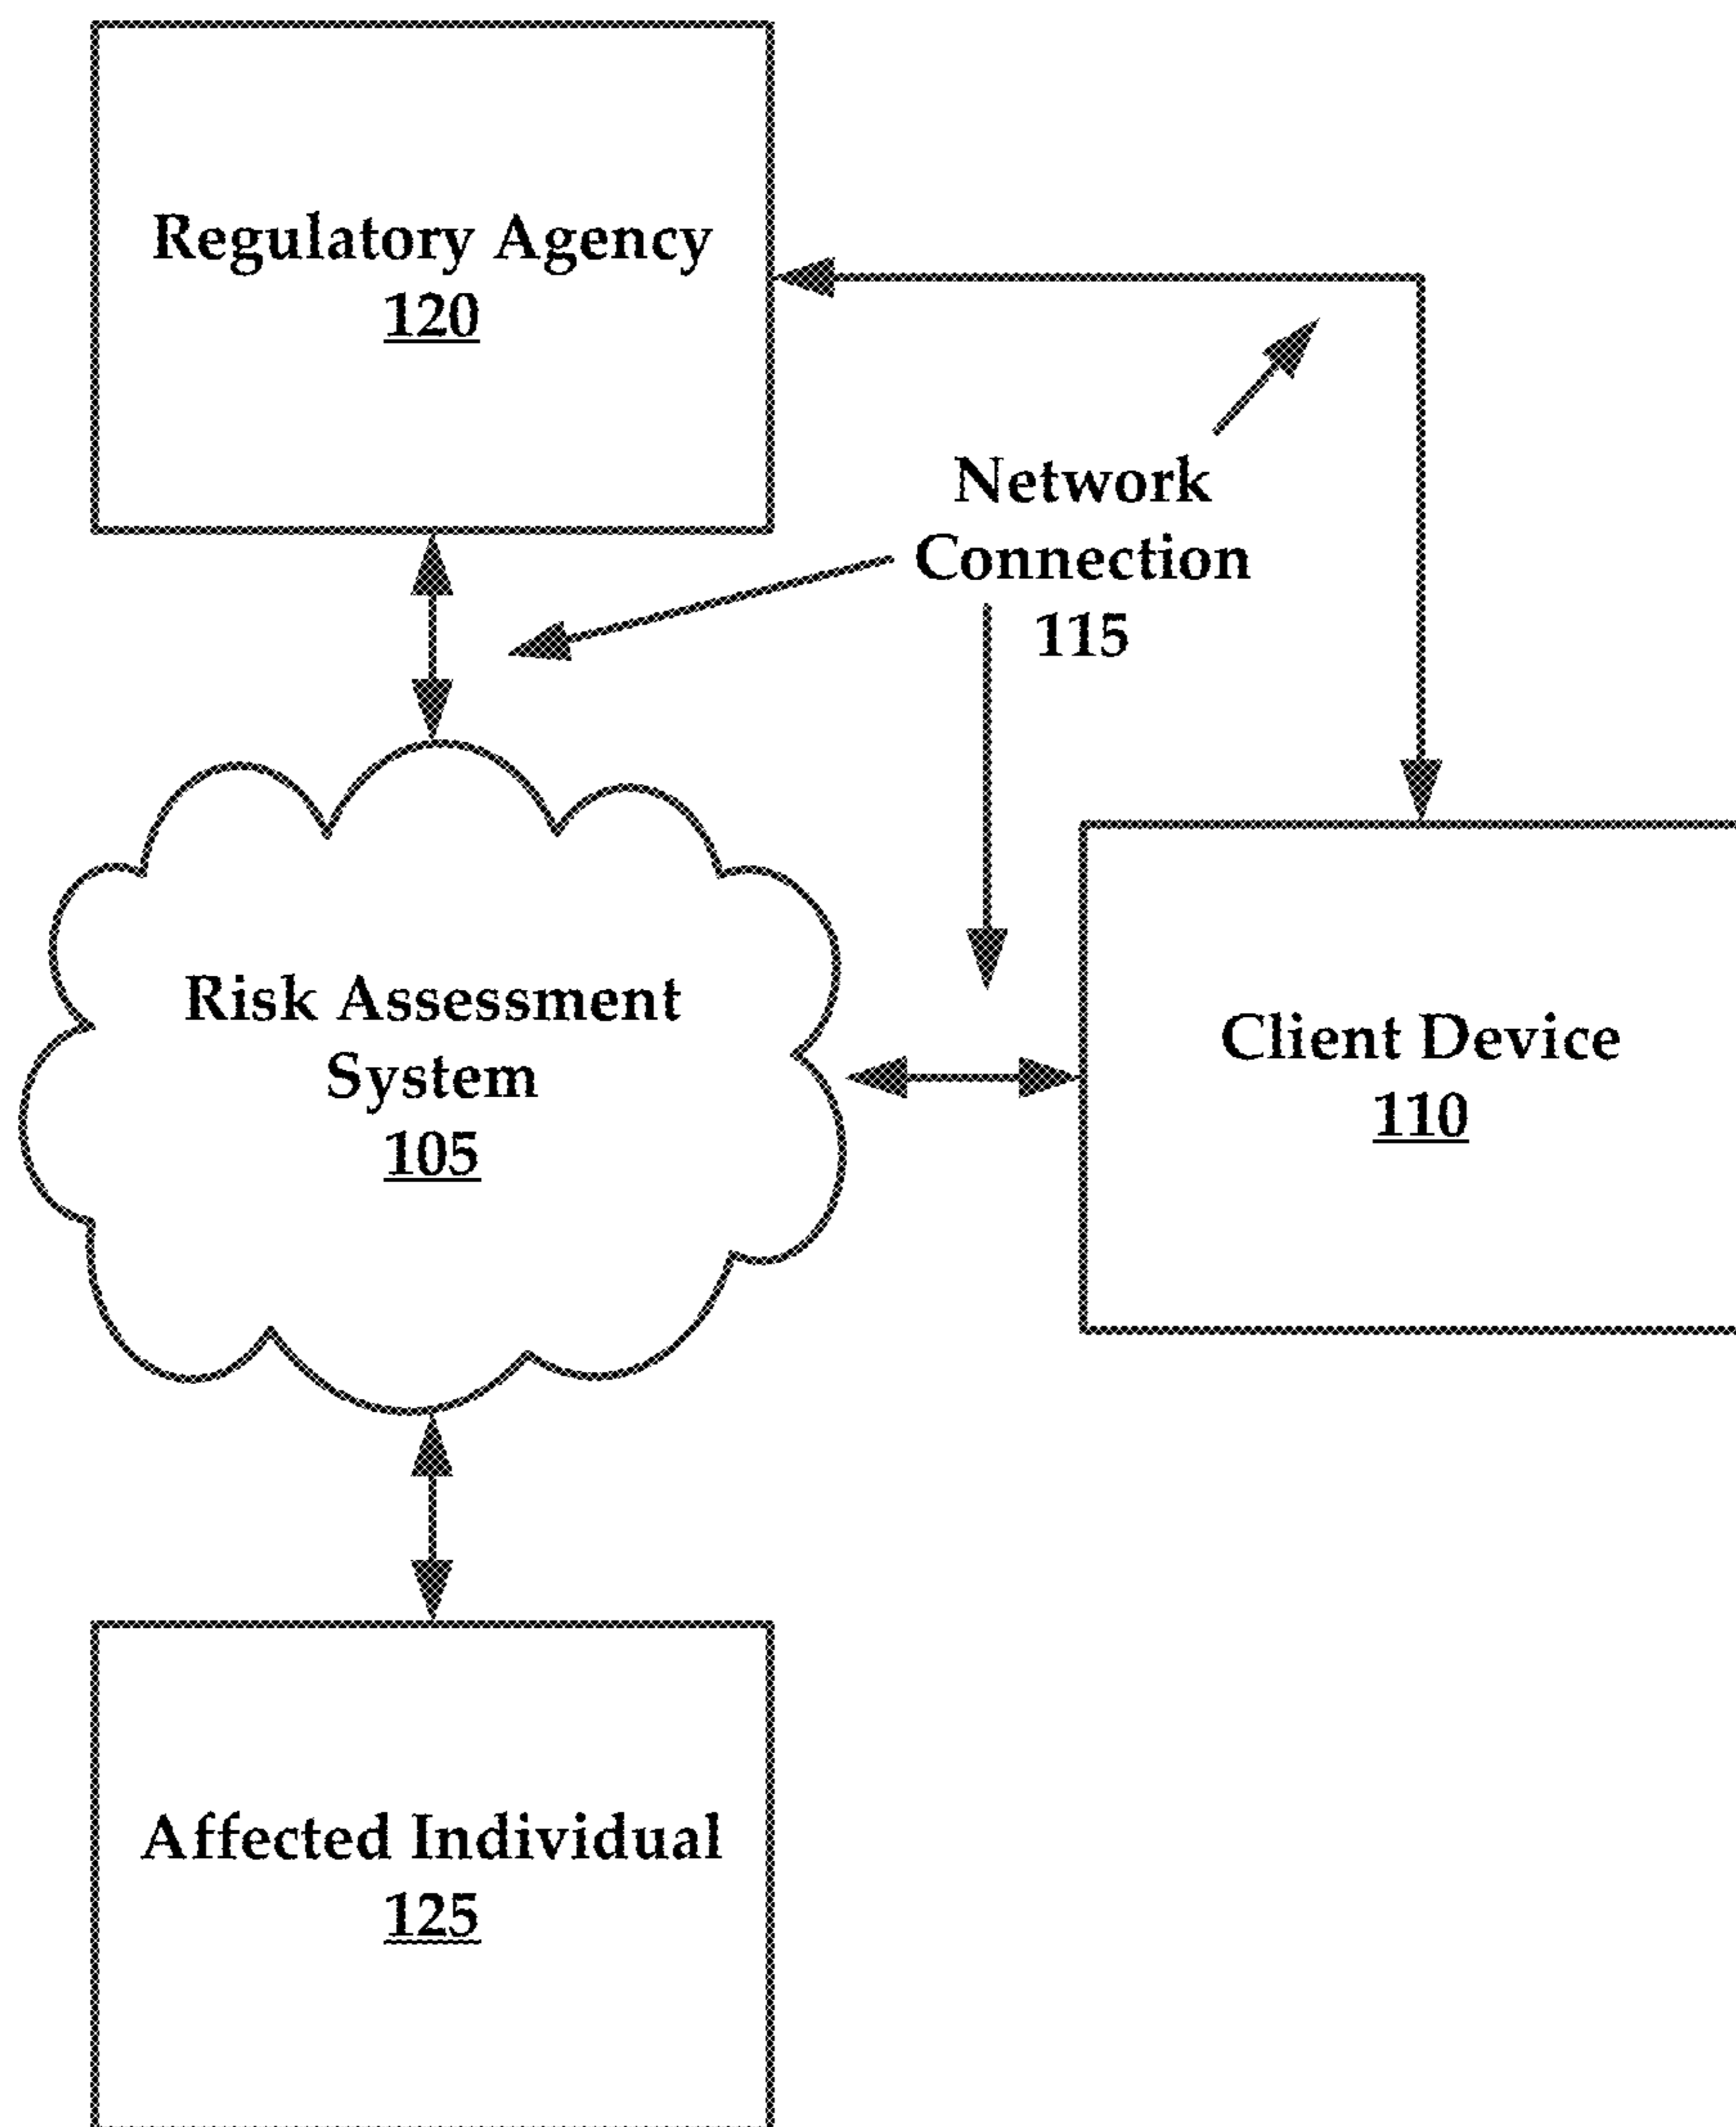 Regulatory Agency
120
Network
Connection
115
Risk Assessment
System
105
Client Device
110
Affected Individual
125